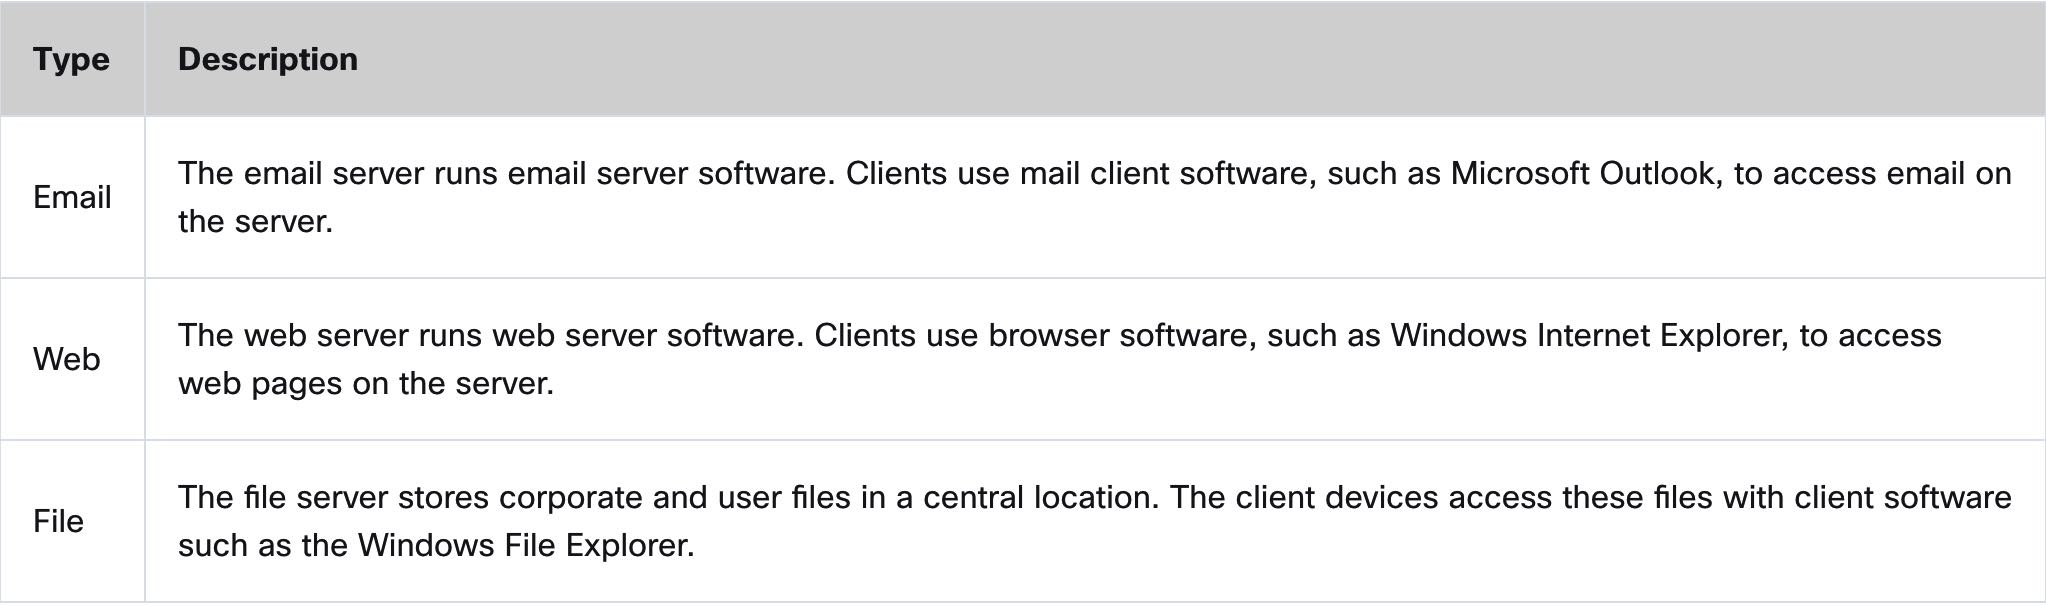 Type Description
The email server runs email server software. Clients use mail client software, such as Microsoft Outlook, to access email on
Email
the server.
The web server runs web server software. Clients use browser software, such as Windows Internet Explorer, to access
Web
web pages on the server.
The file server stores corporate and user files in a central location. The client devices access these files with client software
File
such as the Windows File Explorer.